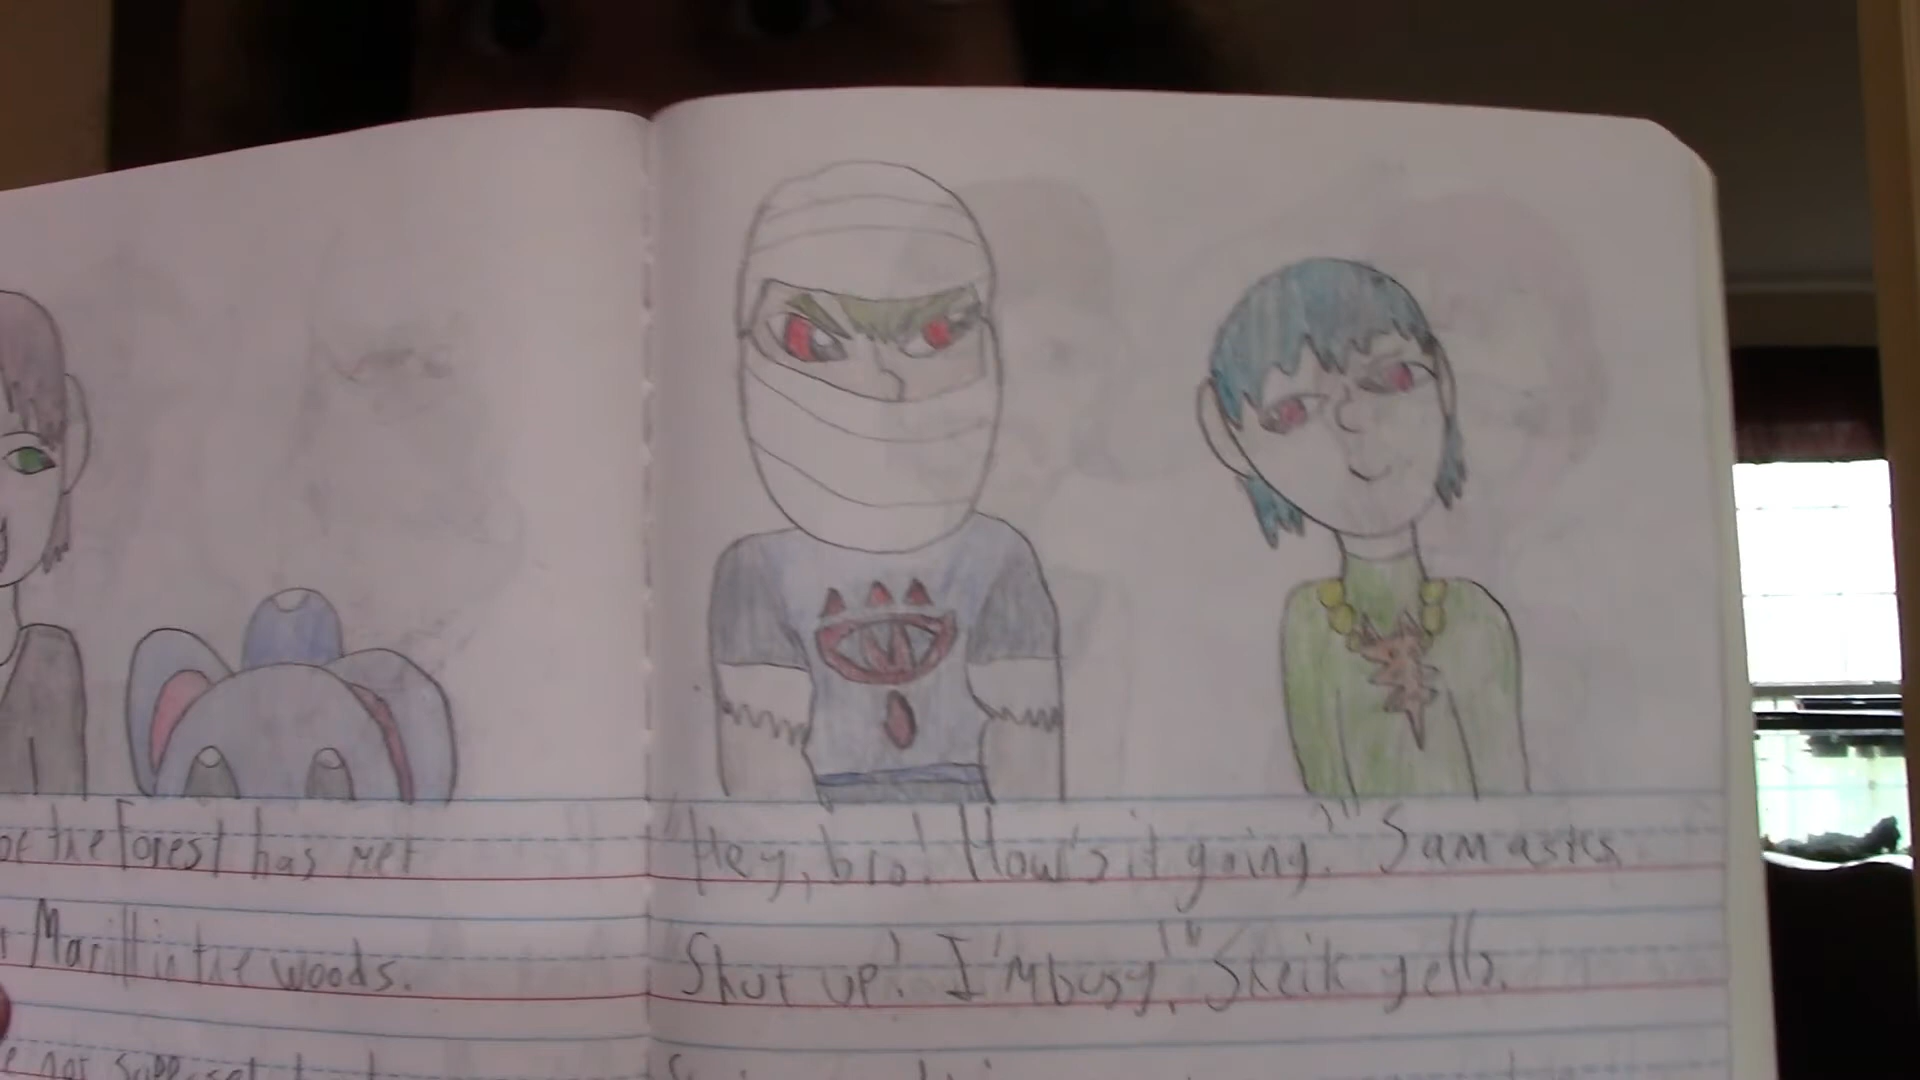 the Forest has met
Marill in the woods.
not
"Hey, bro! How's it going?" Sam asks.
Shut up! I'm busy!" Sheik yells.